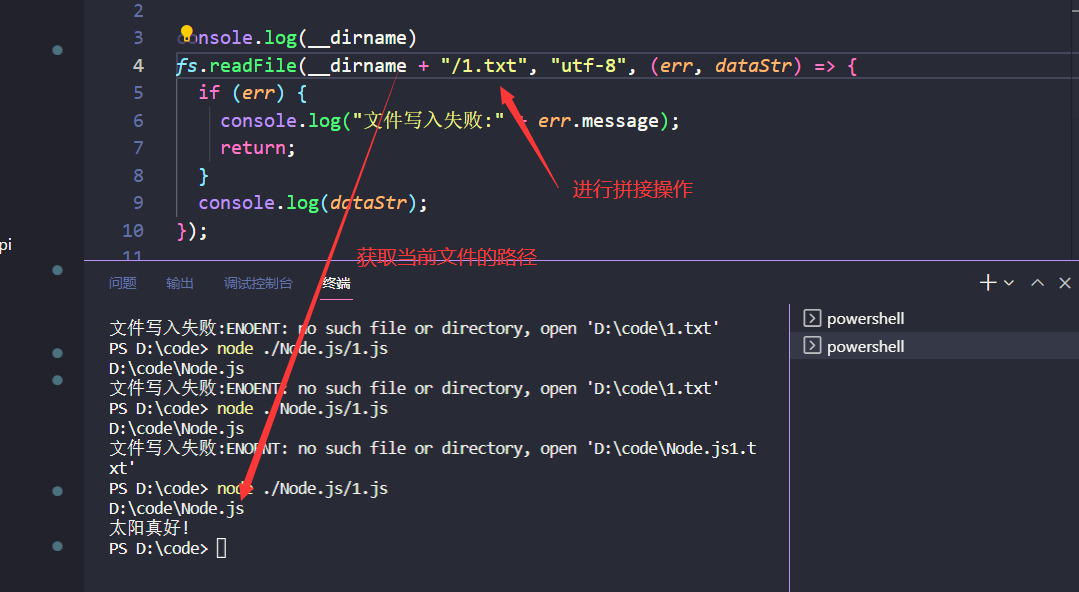 2
3 console.log(__dirname)
4 fs.readFile(__dirname + "/1.txt", "utf-8", (err, dataStr) => {
5 if (err) {
6 console.log("文件写入失败:" + err.message);
7 return;
8 }
9 console.log(dataStr);
10 });
11
进行拼接操作
获取当前文件的路径
pi
问题 输出 调试控制台 终端
文件写入失败:ENOENT: no such file or directory, open 'D:\code\1.txt'
PS D:\code> node ./Node.js/1.js
D:\code\Node.js
文件写入失败:ENOENT: no such file or directory, open 'D:\code\1.txt'
PS D:\code> node ./Node.js/1.js
D:\code\Node.js
文件写入失败:ENOENT: no such file or directory, open 'D:\code\Node.js1.t
xt'
PS D:\code> node ./Node.js/1.js
D:\code\Node.js
太阳真好!
PS D:\code>
powershell
powershell